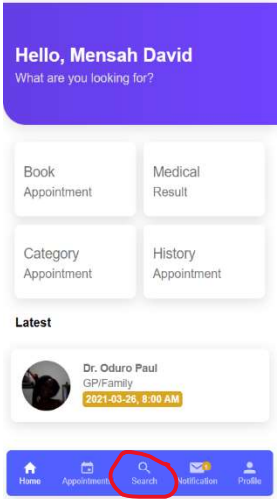 Hello, Mensah David
What are you looking for?
Book
Appointment
Medical
Result
Category
Appointment
History
Appointment
Latest
Dr. Oduro Paul
GP/Family
2021-03-26, 8:00 AM
Home Appointments Search Notification Profile